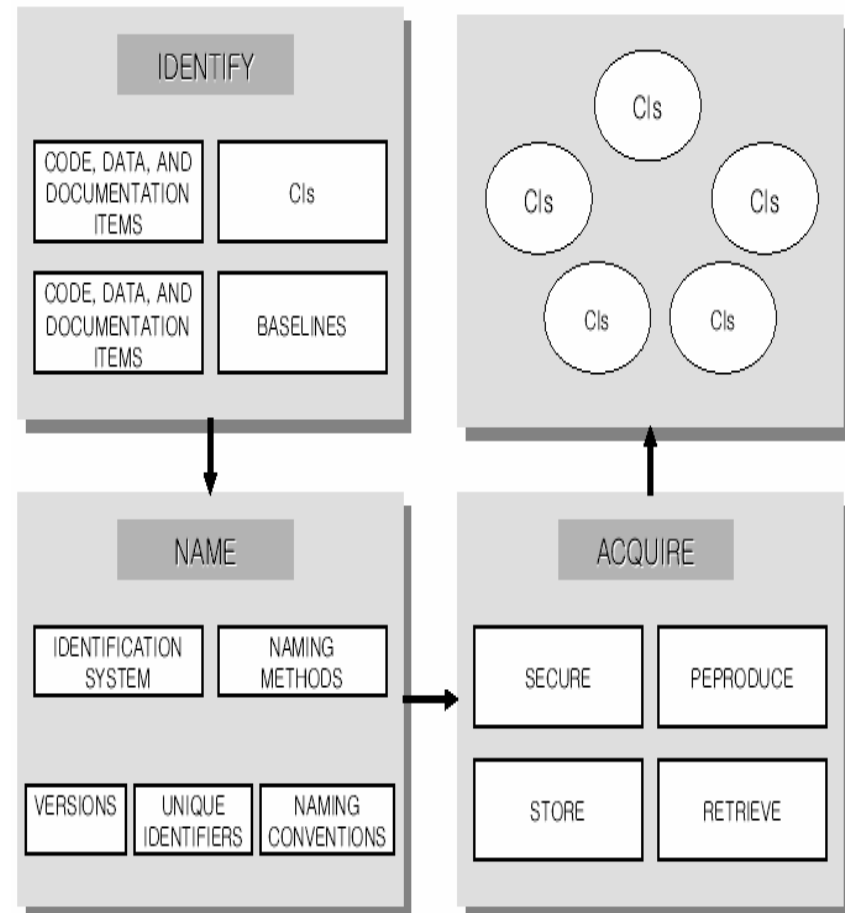 IDENTIFY
CODE, DATA, AND
DOCUMENTATION
ITEMS
CIs
CODE, DATA, AND
DOCUMENTATION
ITEMS
BASELINES
CIs
CIs
CIs
CIs
CIs
NAME
IDENTIFICATION
SYSTEM
NAMING
METHODS
VERSIONS
UNIQUE
IDENTIFIERS
NAMING
CONVENTIONS
ACQUIRE
SECURE
PEPRODUCE
STORE
RETRIEVE